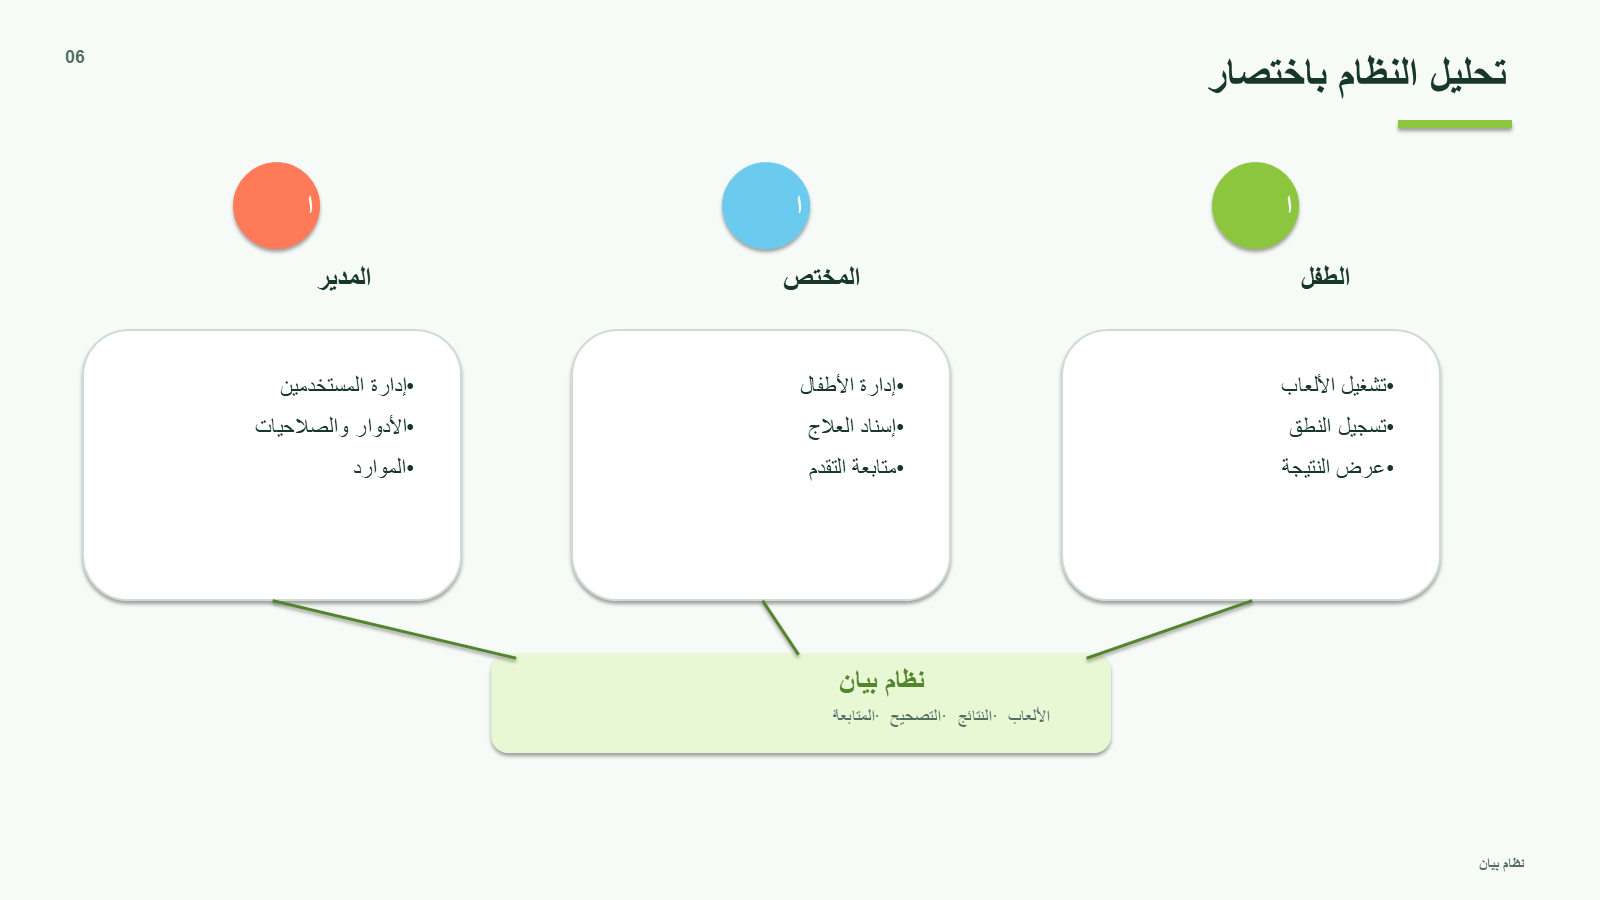 06
تحليل النظام باختصار
ا
ا
ا
الطفل
المختص
المدير
•تشغيل الألعاب
•تسجيل النطق
•عرض النتيجة
•إدارة الأطفال
•إسناد العلاج
•متابعة التقدم
•إدارة المستخدمين
•الأدوار والصلاحيات
•الموارد
نظام بيان
الألعاب · النتائج · التصحيح · المتابعة
نظام بيان